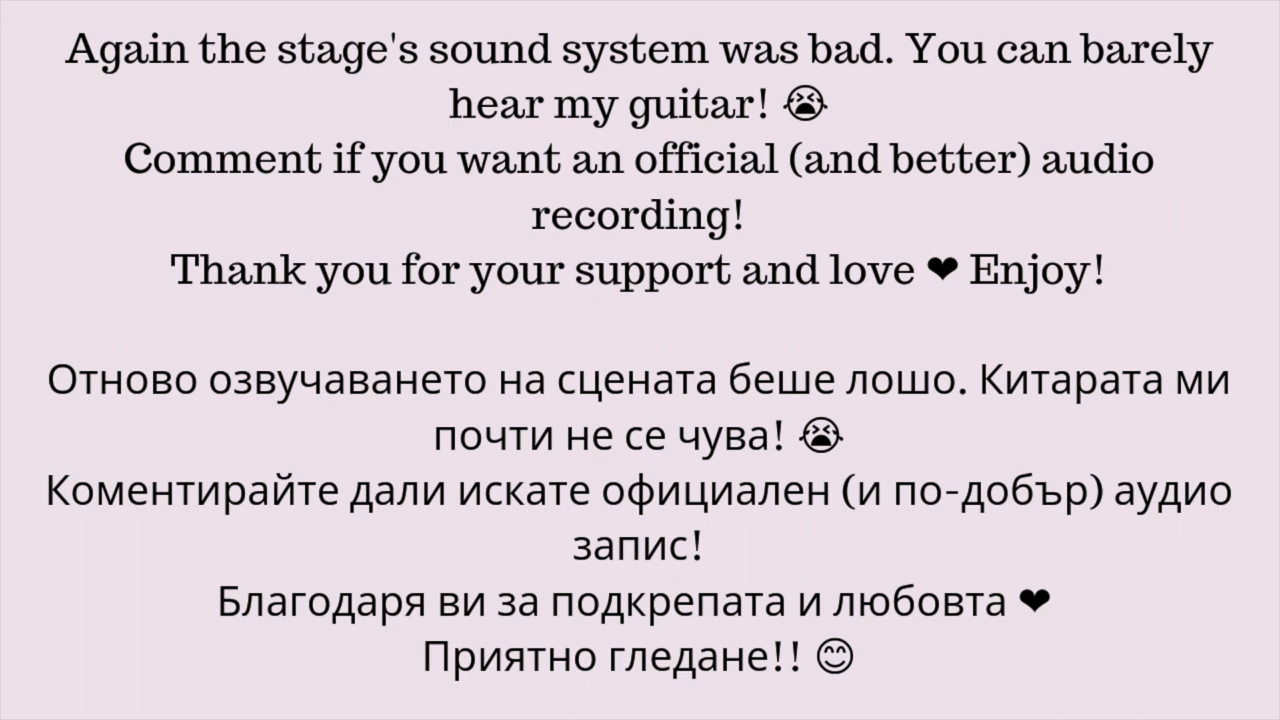 Again the stage's sound system was bad. You can barely
hear my guitar! 😭
Comment if you want an official (and better) audio
recording!
Thank you for your support and love ❤ Enjoy!
Отново озвучаването на сцената беше лошо. Китарата ми
почти не се чува! 😭
Коментирайте дали искате официален (и по-добър) аудио
запис!
Благодаря ви за подкрепата и любовта ❤
Приятно гледане!! 😊